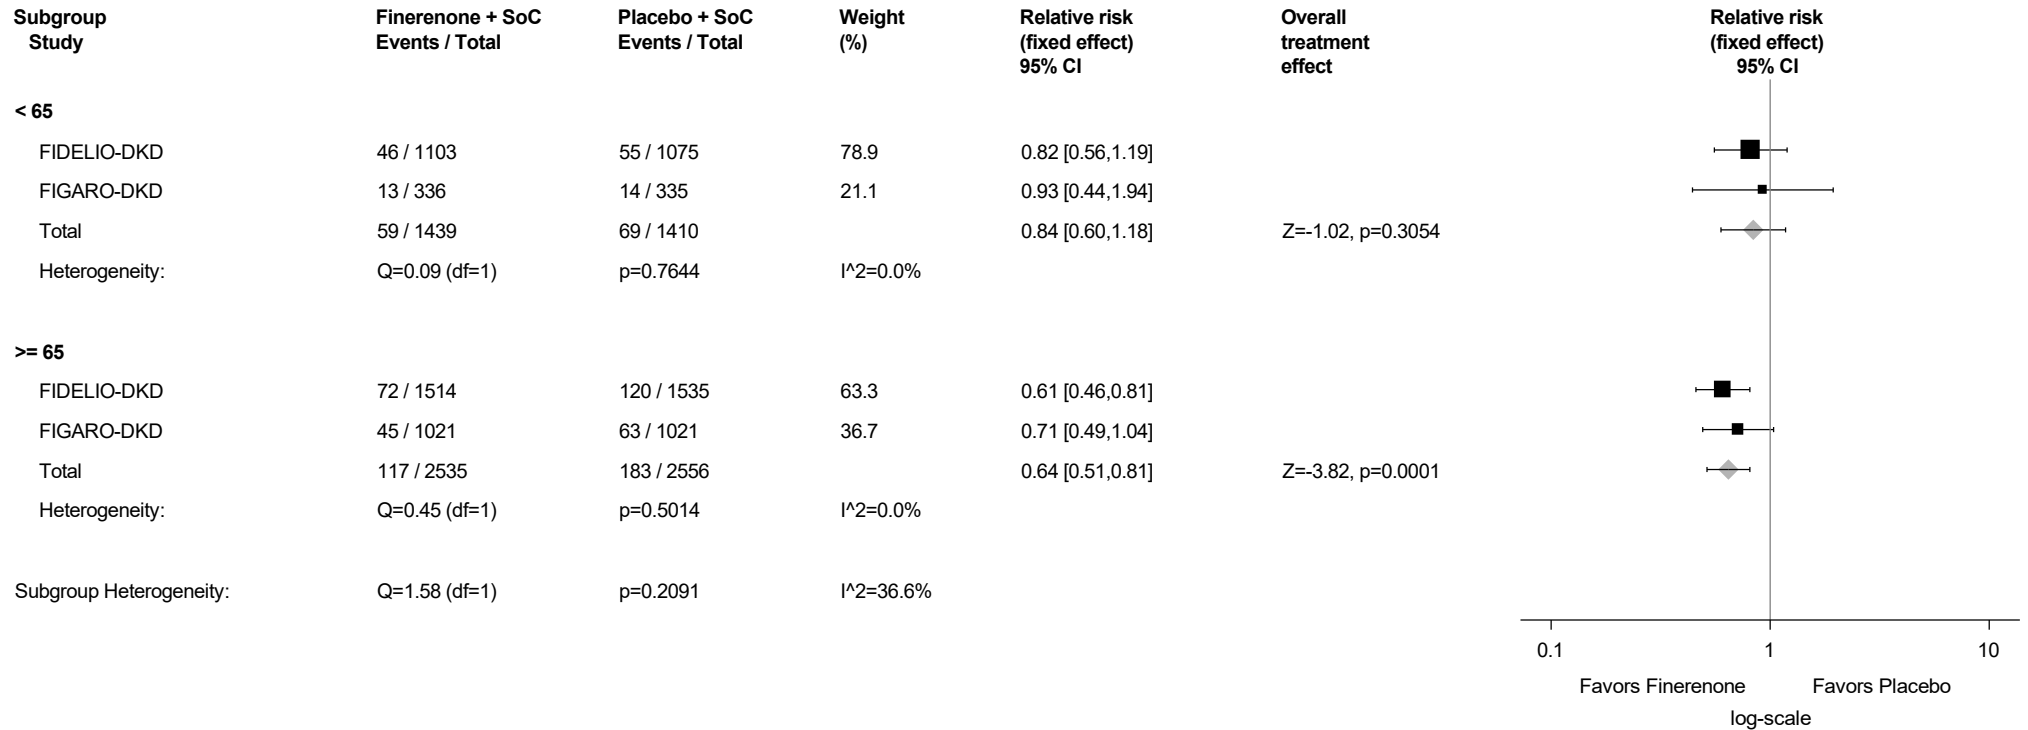 Subgroup Finerenone + SoC Placebo + SoC Weight Relative risk Overall Relative risk
Study Events / Total Events / Total (%) (fixed effect) treatment (fixed effect)
95% CI effect 95% CI
< 65
FIDELIO-DKD 46 / 1103 55 / 1075 78.9 0.82 [0.56,1.19]
FIGARO-DKD 13 / 336 14 / 335 21.1 0.93 [0.44,1.94]
Total 59 / 1439 69 / 1410 0.84 [0.60,1.18] Z=-1.02, p=0.3054
Heterogeneity: Q=0.09 (df=1) p=0.7644 I^2=0.0%
>= 65
FIDELIO-DKD 72 / 1514 120 / 1535 63.3 0.61 [0.46,0.81]
FIGARO-DKD 45 / 1021 63 / 1021 36.7 0.71 [0.49,1.04]
Total 117 / 2535 183 / 2556 0.64 [0.51,0.81] Z=-3.82, p=0.0001
Heterogeneity: Q=0.45 (df=1) p=0.5014 I^2=0.0%
Subgroup Heterogeneity: Q=1.58 (df=1) p=0.2091 I^2=36.6%
0.1 1 10
Favors Finerenone Favors Placebo
log-scale